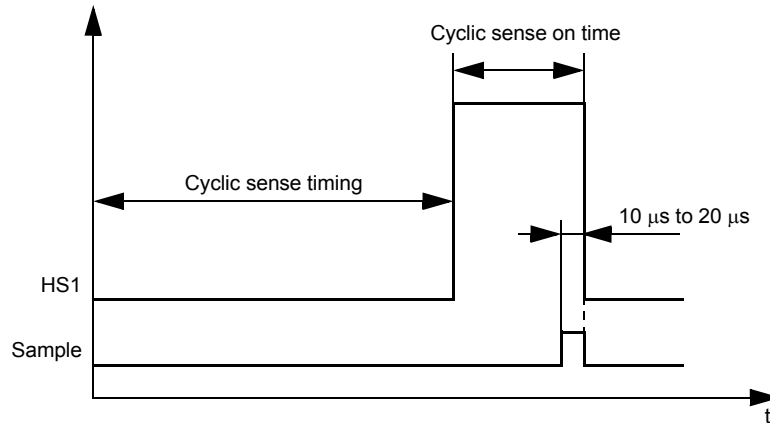 Cyclic sense on time
Cyclic sense timing
10 μs to 20 μs
HS1
Sample
t